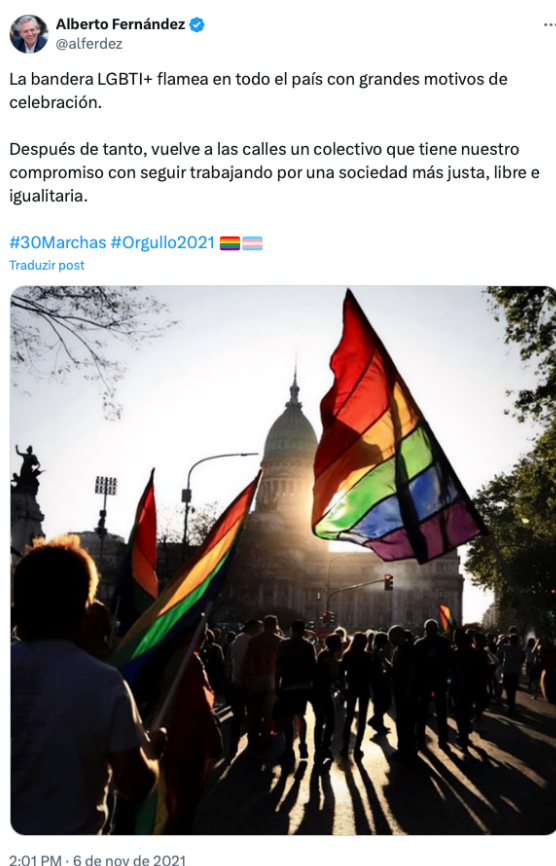 Alberto Fernández
@alferdez
La bandera LGBTI+ flamea en todo el país con grandes motivos de
celebración.
Después de tanto, vuelve a las calles un colectivo que tiene nuestro
compromiso con seguir trabajando por una sociedad más justa, libre e
igualitaria.
#30Marchas #Orgullo2021
Traduzir post
2:01 PM · 6 de nov de 2021